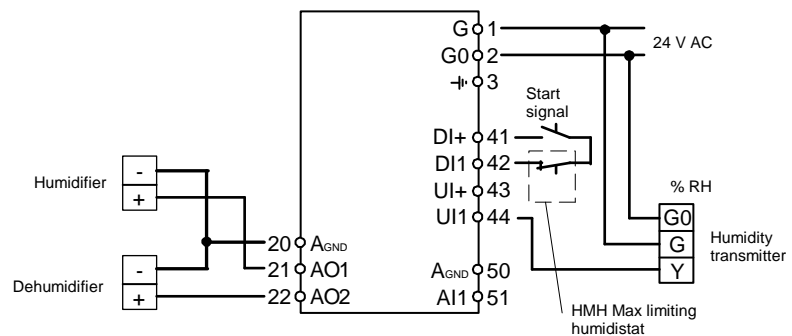 G 1
24 V AC
G0 2
3
Start
signal
DI+ 41
DI1 42
UI+ 43
UI1 44
% RH
G0
G
Y
Humidity
transmitter
Humidifier
-
+
Dehumidifier
-
+
20 AGND
21 AO1
22 AO2
AGND 50
AI1 51
HMH Max limiting
humidistat